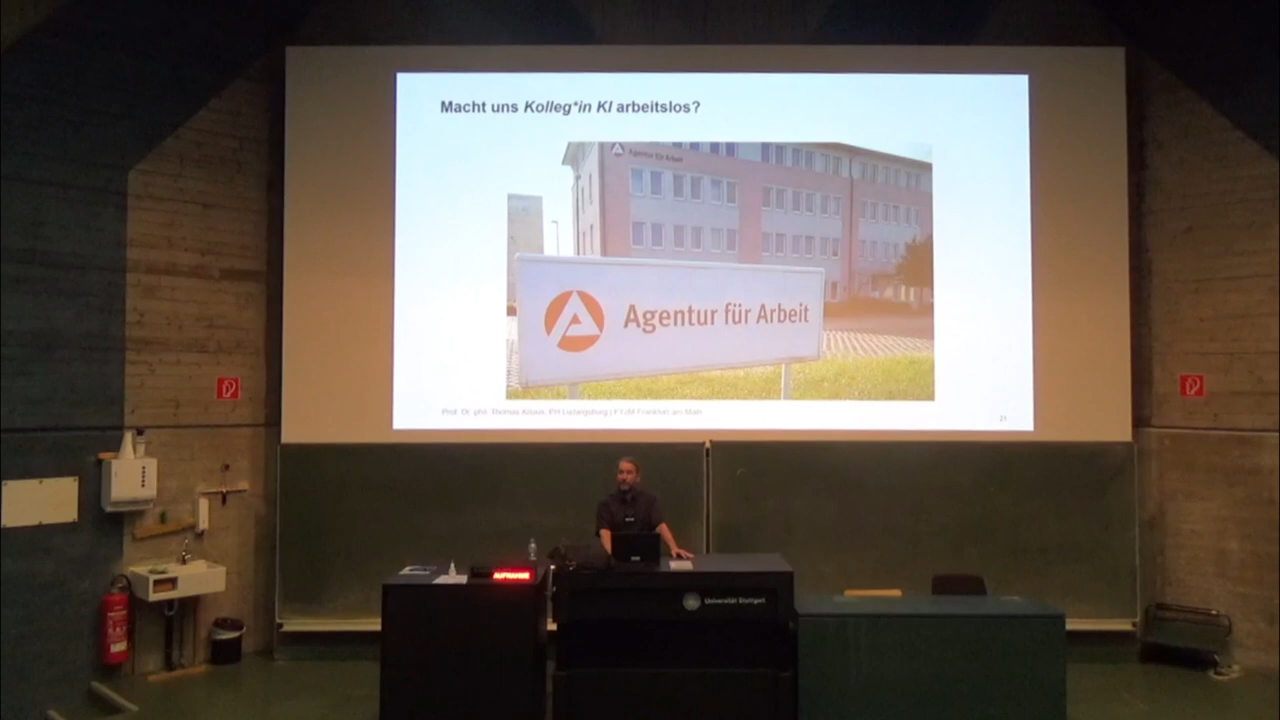 Macht uns Kolleg*in KI arbeitslos?
Agentur für Arbeit
Agentur für Arbeit
Prof. Dr. phil. Thomas Knaus, PH Ludwigsburg | FTzM Frankfurt am Main
21
AUFNAHME
Universität Stuttgart